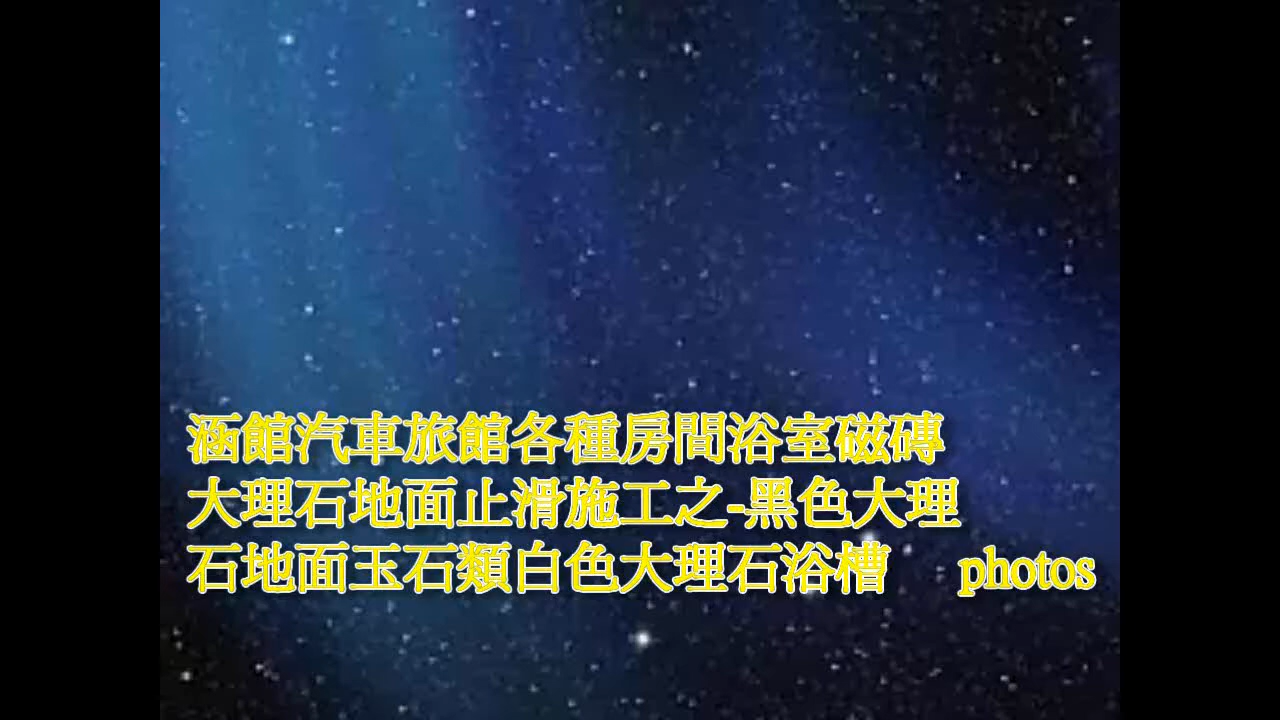 涵館汽車旅館各種房間浴室磁磚
大理石地面止滑施工之-黑色大理
石地面玉石類白色大理石浴槽 photos